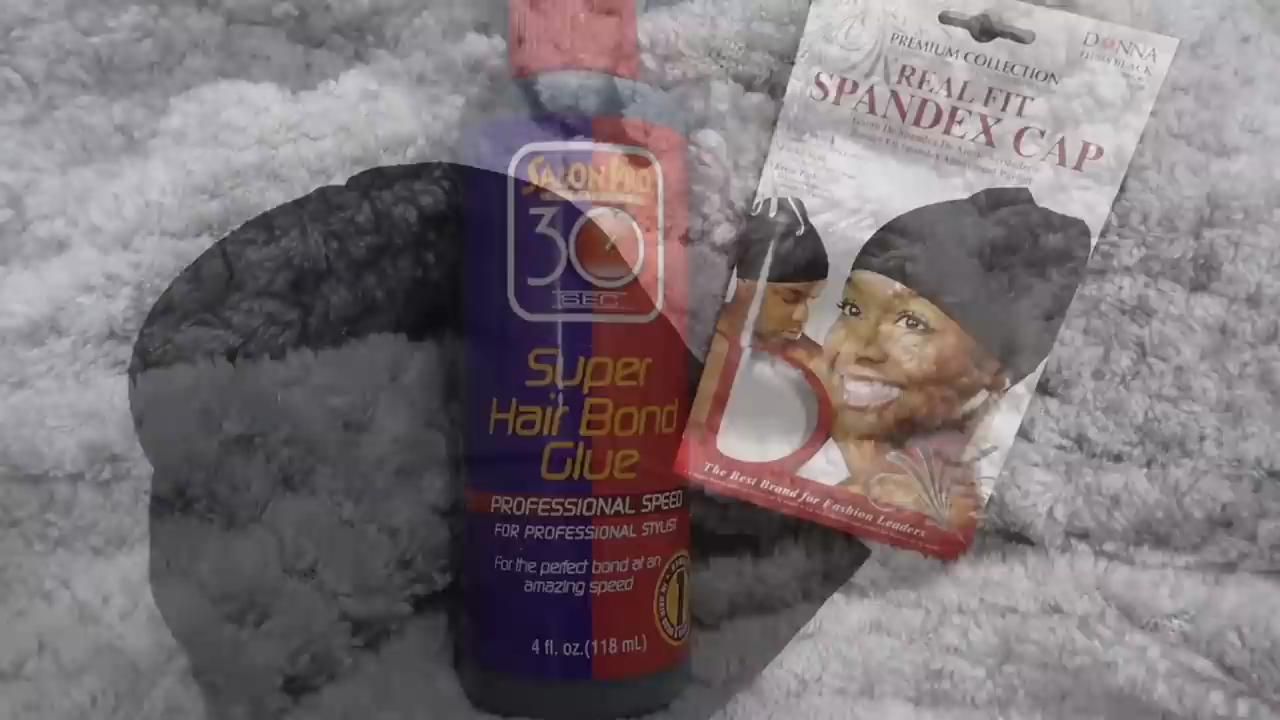 SALON PRO
30
SEC
Super
Hair Bond
Glue
PROFESSIONAL SPEED
FOR PROFESSIONAL STYLIST
For the perfect bond at an
amazing speed
4 fl. oz.(118 mL)
PREMIUM COLLECTION
DONNA
REAL FIT
SPANDEX CAP
The Best Brand for Fashion Leaders